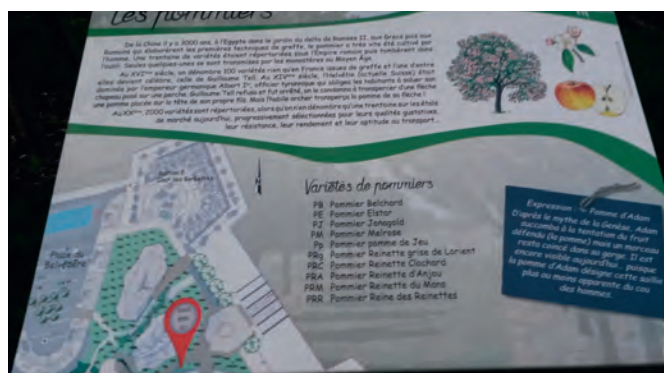 Les pommiers
De la Chine il y a 3000 ans, à l'Egypte dans le jardin du delta de Ramses II, aux Grecs puis aux
Romains qui élaborèrent les premières techniques de greffe, le pommier a très vite été cultivé par
l'homme. Une trentaine de variétés étaient répertoriées sous l'Empire romain puis tombèrent dans
l'oubli. Seules quelques-unes se sont transmises par les monastères au Moyen Âge.
Au XVIème siècle, on dénombre 100 variétés rien qu'en France issues de greffe et l'une d'entre
elles devient célèbre, celle de Guillaume Tell. Au XIVème siècle, l'Helvétia (actuelle Suisse) était
dominée par l'empereur germanique Albert Ier, officier tyrannique qui obligea les habitants à saluer son
chapeau posé sur une perche. Guillaume Tell refusa et fut arrêté, on le condamna à transpercer d'une flèche
une pomme placée sur la tête de son propre fils. Mais l'habile archer transperça la pomme de sa flèche !
Au XXème, 2000 variétés sont répertoriées, alors qu'on n'en dénombre qu'une trentaine sur les étals
de marché aujourd'hui, progressivement sélectionnées pour leurs qualités gustatives,
leur résistance, leur rendement et leur aptitude au transport...
Place du
Belvédère
Variétés de pommiers
PB Pommier Belchard
PE Pommier Elstar
PJ Pommier Jonagold
PM Pommier Melrose
Pp Pommier pomme de Jeu
PRg Pommier Reinette grise de Lorient
PRC Pommier Reinette Clochard
PRA Pommier Reinette d'Anjou
PRM Pommier Reinette du Mans
PRR Pommier Reine des Reinettes
Expression : Pomme d'Adam
D'après le mythe de la Genèse, Adam
succomba à la tentation du fruit
défendu (la pomme) mais un morceau
resta coincé dans sa gorge. Il est
encore visible aujourd'hui... puisque
la pomme d'Adam désigne cette saillie
plus ou moins apparente du cou
des hommes.